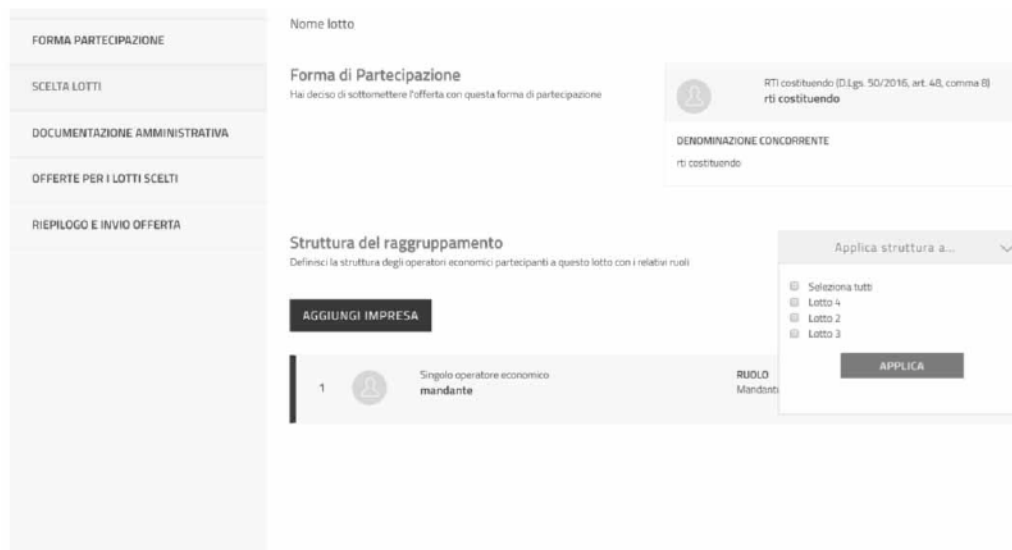 FORMA PARTECIPAZIONE
SCELTA LOTTI
DOCUMENTAZIONE AMMINISTRATIVA
OFFERTE PER I LOTTI SCELTI
RIEPILOGO E INVIO OFFERTA
Nome lotto
Forma di Partecipazione
Hai deciso di sottomettere l'offerta con questa forma di partecipazione
RTI costituendo (D.Lgs. 50/2016, art. 48, comma 8)
rti costituendo
DENOMINAZIONE CONCORRENTE
rti costituendo
Struttura del raggruppamento
Definisci la struttura degli operatori economici partecipanti a questo lotto con i relativi ruoli
Applica struttura a...
Seleziona tutti
Lotto 4
Lotto 2
Lotto 3
APPLICA
AGGIUNGI IMPRESA
1
Singolo operatore economico
mandante
RUOLO
Mandant